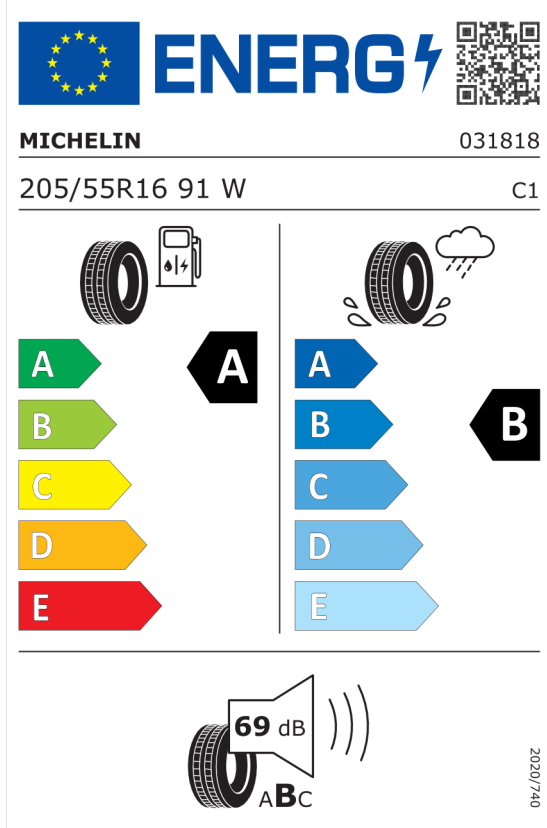 ENERG
MICHELIN 031818
205/55R16 91 W C1
A A
B
C
D
E
A
B B
C
D
E
69 dB
ABC
2020/740